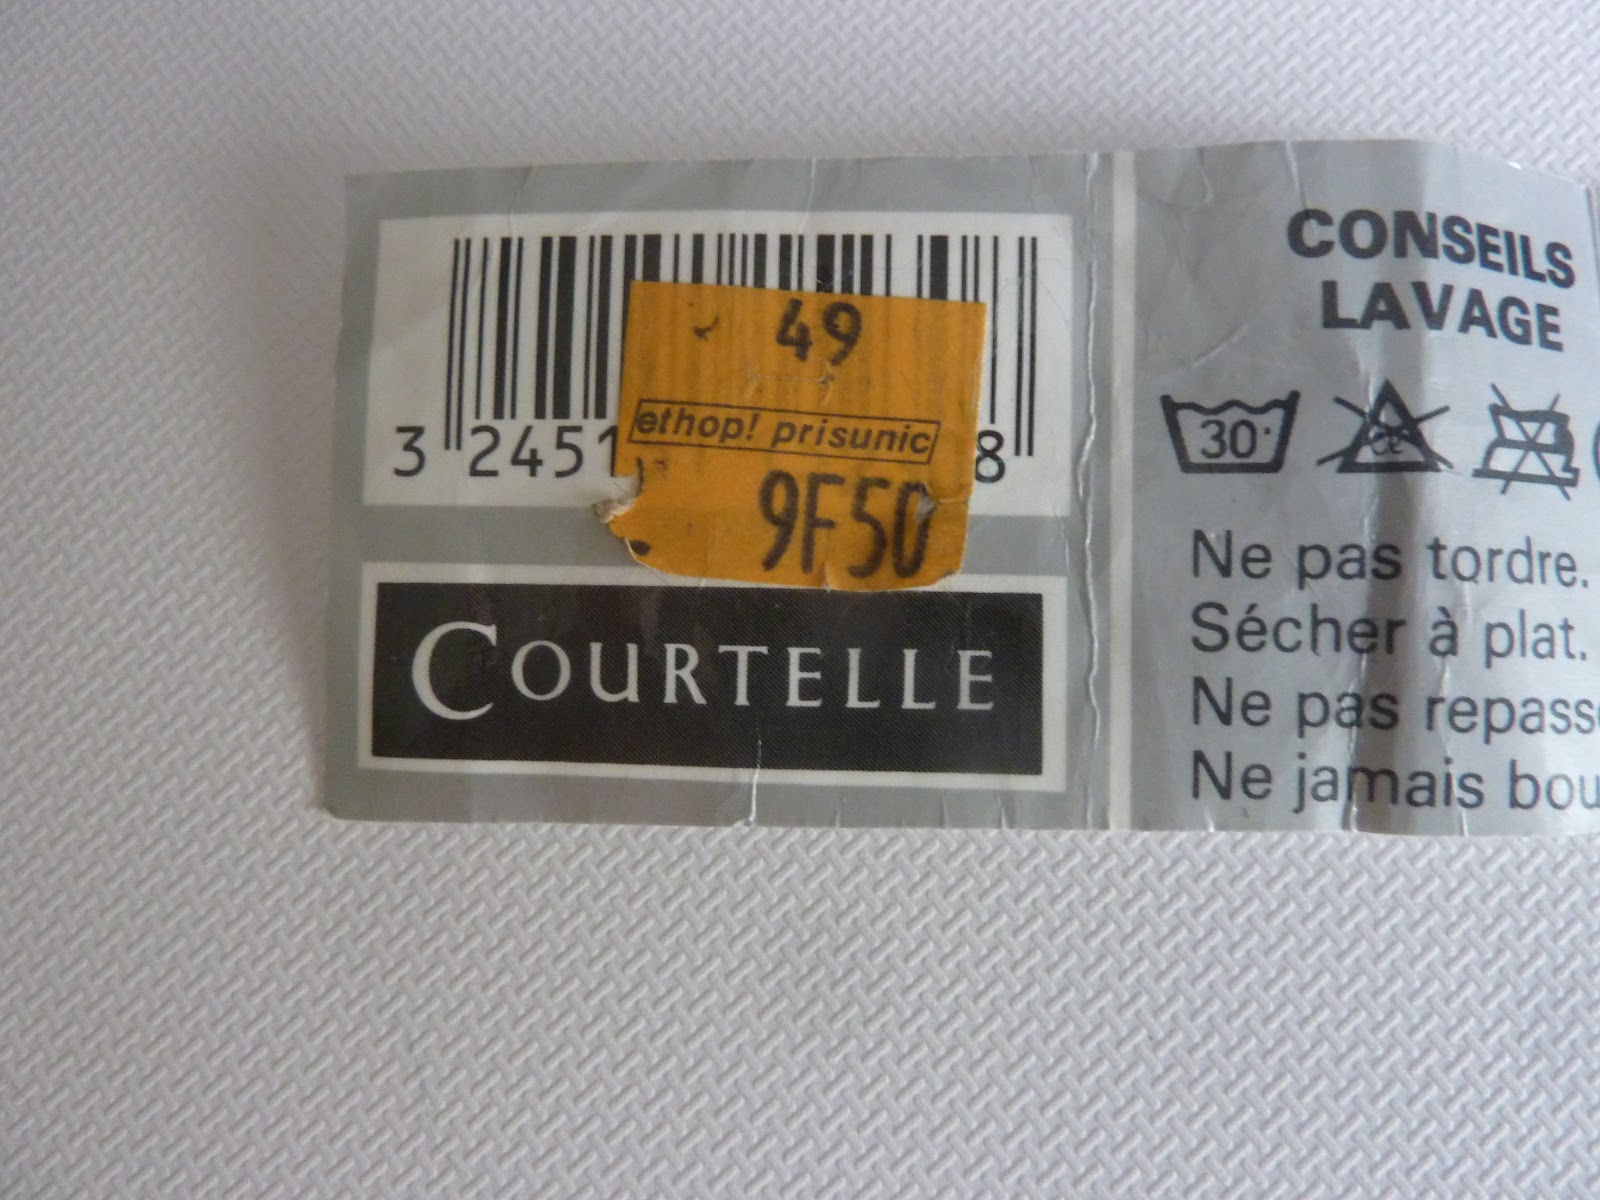 49
ethop! prisunic
9F50
3 2451 8
COURTELLE
CONSEILS
LAVAGE
30°
Ne pas tordre.
Sécher à plat.
Ne pas repass
Ne jamais bou